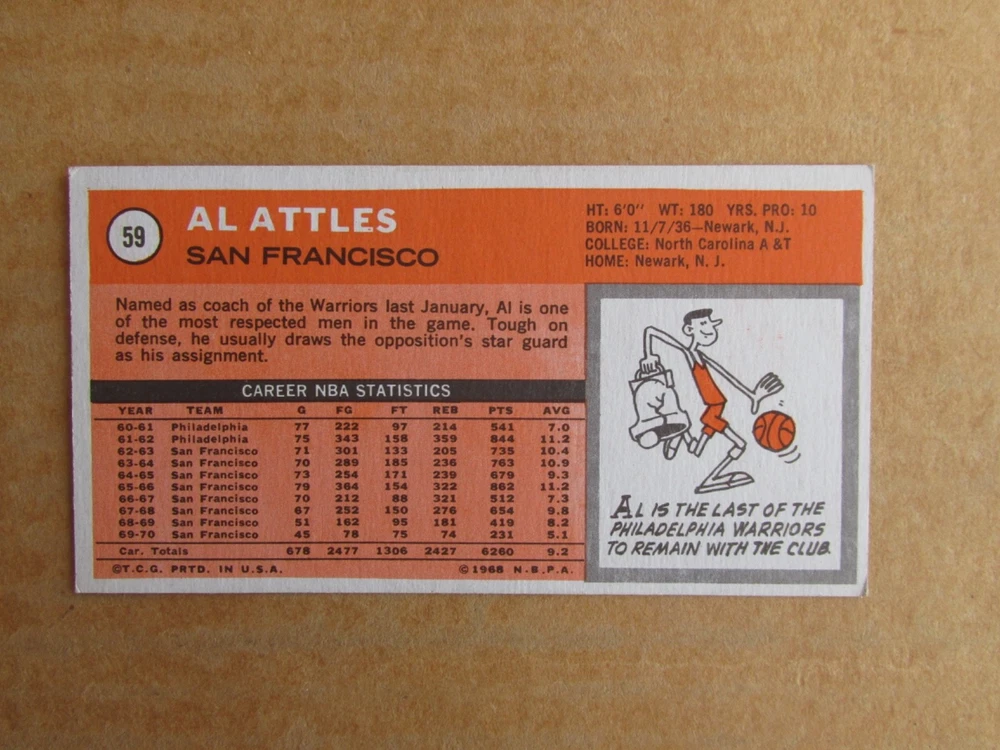 59
AL ATTLES
SAN FRANCISCO
HT: 6'0" WT: 180 YRS. PRO: 10
BORN: 11/7/36—Newark, N.J.
COLLEGE: North Carolina A & T
HOME: Newark, N. J.
Named as coach of the Warriors last January, Al is one
of the most respected men in the game. Tough on
defense, he usually draws the opposition's star guard
as his assignment.
CAREER NBA STATISTICS
YEAR TEAM G FG FT REB PTS AVG
60-61 Philadelphia 77 222 97 214 541 7.0
61-62 Philadelphia 75 343 158 359 844 11.2
62-63 San Francisco 71 301 133 205 735 10.4
63-64 San Francisco 70 289 185 236 763 10.9
64-65 San Francisco 73 254 171 239 679 9.3
65-66 San Francisco 79 364 154 322 862 11.2
66-67 San Francisco 70 212 88 321 512 7.3
67-68 San Francisco 67 252 150 276 654 9.8
68-69 San Francisco 51 162 95 181 419 8.2
69-70 San Francisco 45 78 75 74 231 5.1
Car. Totals 678 2477 1306 2427 6260 9.2
©T.C.G. PRTD. IN U.S.A. ©1968 N.B.P.A.
AL IS THE LAST OF THE
PHILADELPHIA WARRIORS
TO REMAIN WITH THE CLUB